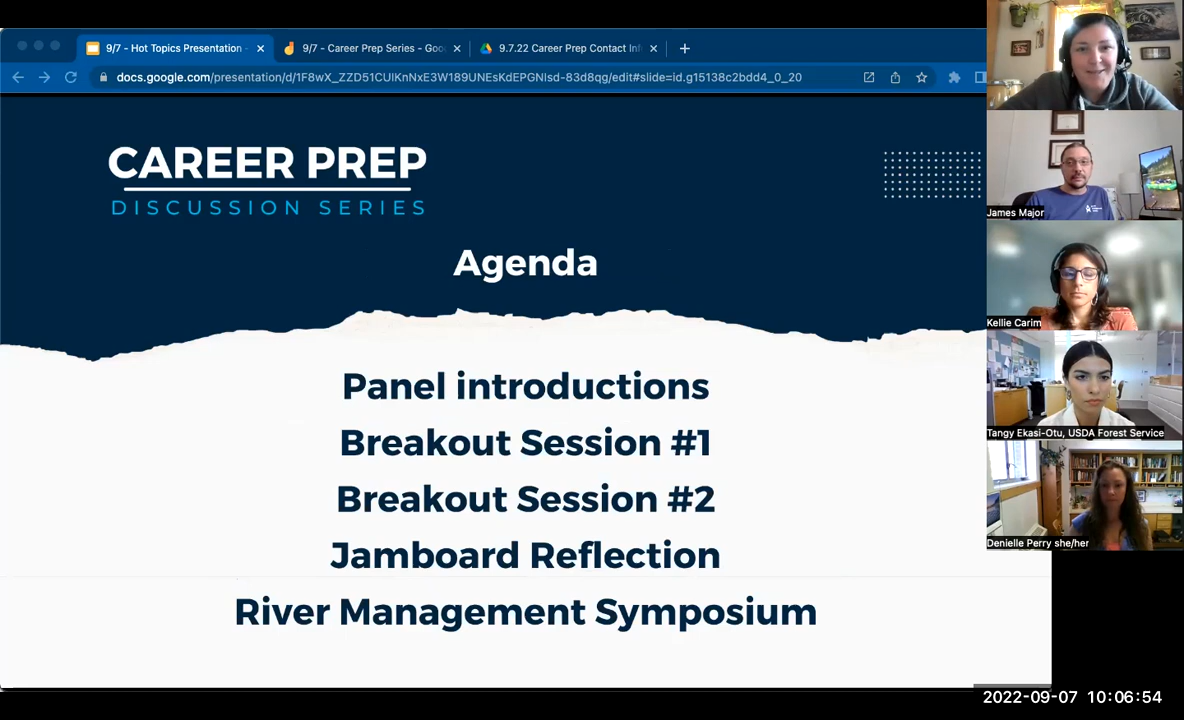 9/7 - Hot Topics Presentation -
9/7 - Career Prep Series - Goo
9.7.22 Career Prep Contact Inf
docs.google.com/presentation/d/1F8wX_ZZD51CUlKnNxE3W189UNEsKdEPGNlsd-83d8qg/edit#slide=id.g15138c2bdd4_0_20
CAREER PREP
DISCUSSION SERIES
Agenda
Panel introductions
Breakout Session #1
Breakout Session #2
Jamboard Reflection
River Management Symposium
James Major
Kellie Carim
Tangy Ekasi-Otu, USDA Forest Service
Denielle Perry she/her
2022-09-07 10:06:54